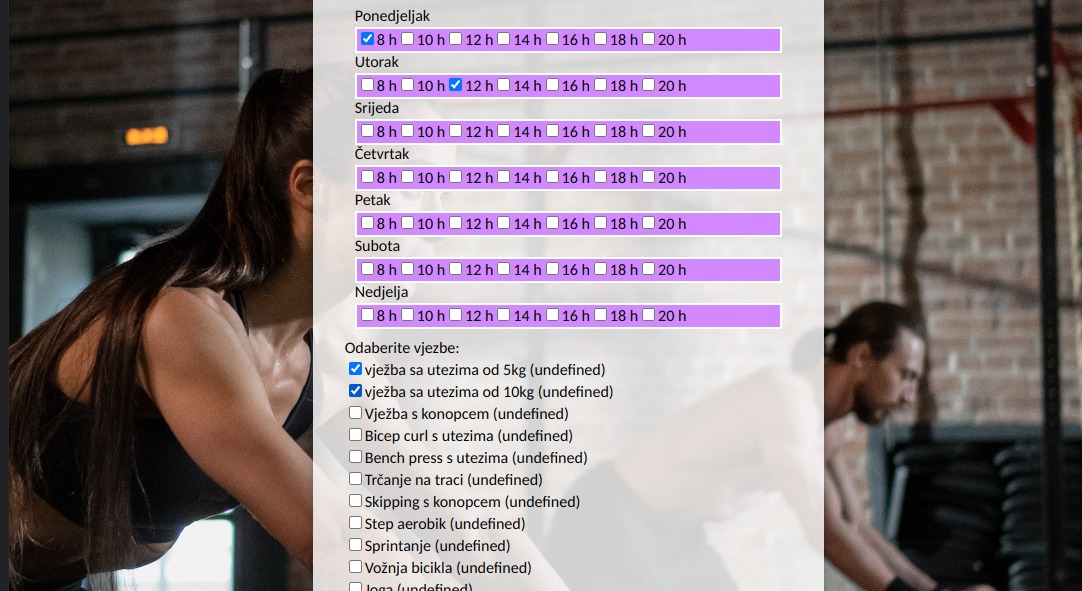 Ponedjeljak
8 h 10 h 12 h 14 h 16 h 18 h 20 h
Utorak
8 h 10 h 12 h 14 h 16 h 18 h 20 h
Srijeda
8 h 10 h 12 h 14 h 16 h 18 h 20 h
Četvrtak
8 h 10 h 12 h 14 h 16 h 18 h 20 h
Petak
8 h 10 h 12 h 14 h 16 h 18 h 20 h
Subota
8 h 10 h 12 h 14 h 16 h 18 h 20 h
Nedjelja
8 h 10 h 12 h 14 h 16 h 18 h 20 h
Odaberite vjezbe:
vježba sa utezima od 5kg (undefined)
vježba sa utezima od 10kg (undefined)
Vježba s konopcem (undefined)
Bicep curl s utezima (undefined)
Bench press s utezima (undefined)
Trčanje na traci (undefined)
Skipping s konopcem (undefined)
Step aerobik (undefined)
Sprintanje (undefined)
Vožnja bicikla (undefined)
Joga (undefined)